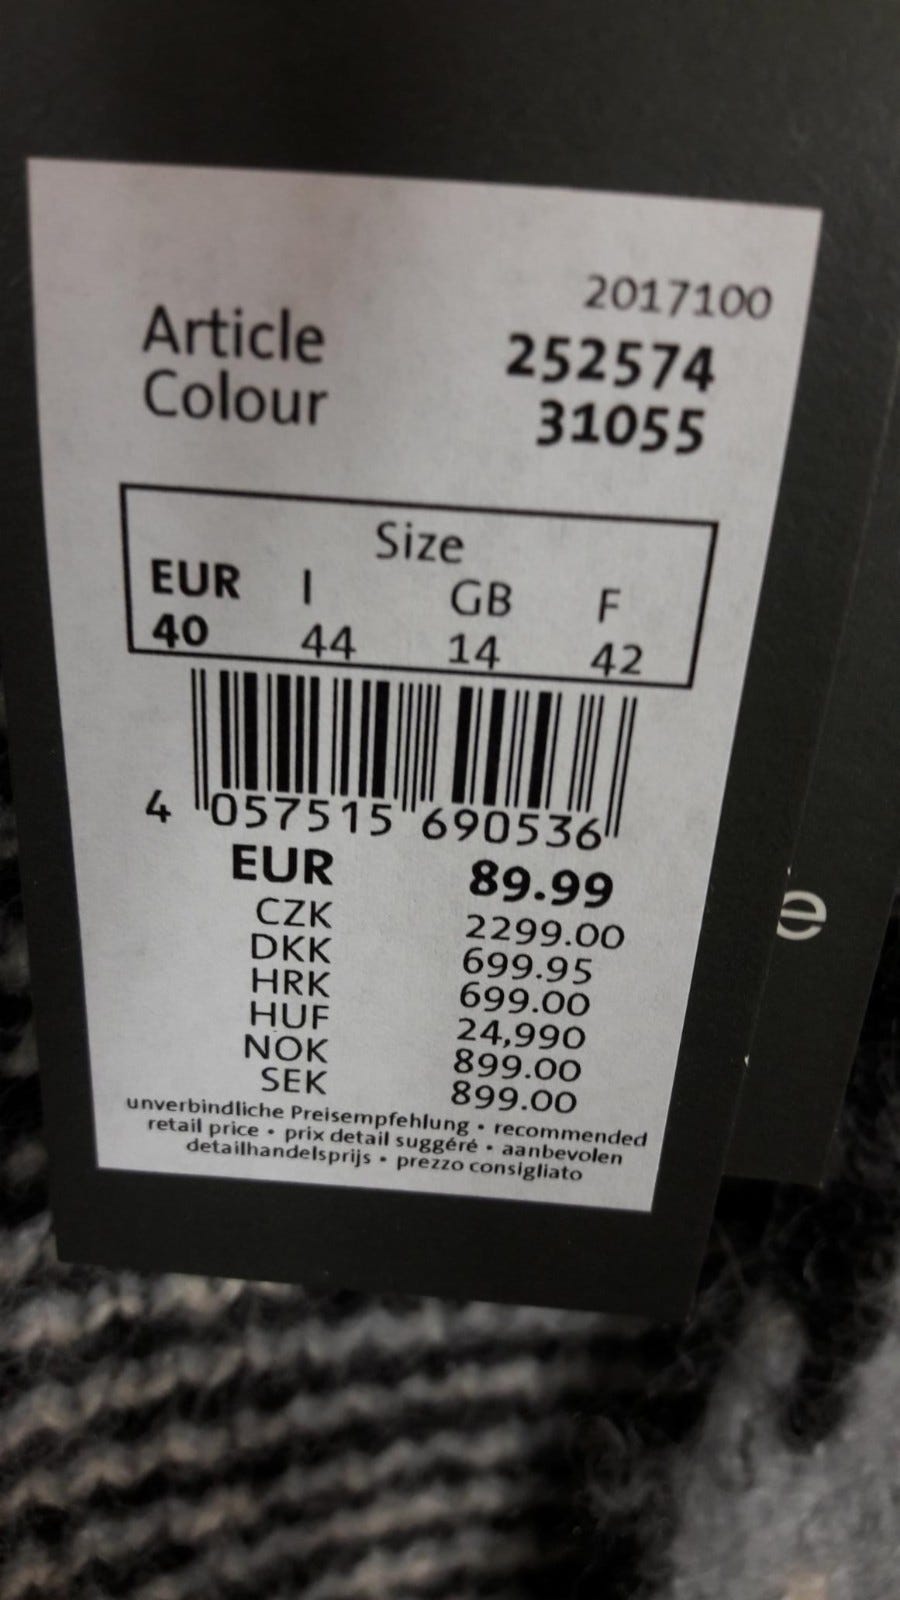 2017100
Article 252574
Colour 31055
Size
EUR I GB F
40 44 14 42
4 057515 690536
EUR 89.99
CZK 2299.00
DKK 699.95
HRK 699.00
HUF 24,990
NOK 899.00
SEK 899.00
unverbindliche Preisempfehlung • recommended
retail price • prix detail suggéré • aanbevolen
detailhandelsprijs • prezzo consigliato
e